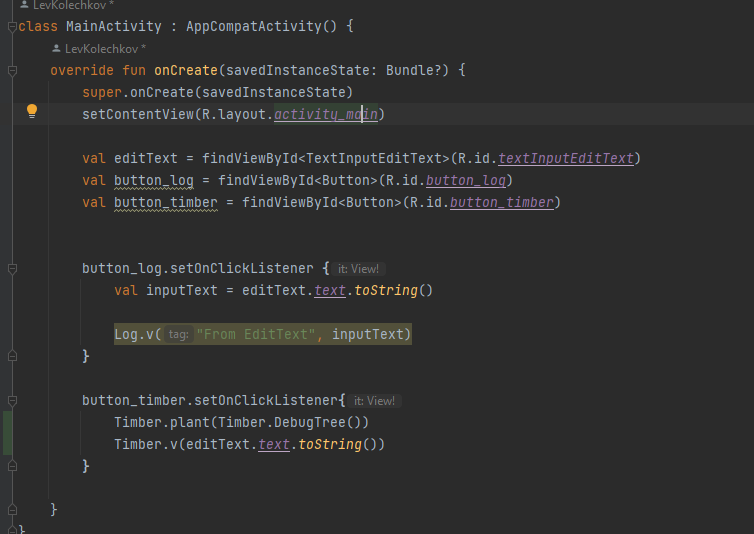 LevKolechkov *
class MainActivity : AppCompatActivity() {
LevKolechkov *
override fun onCreate(savedInstanceState: Bundle?) {
super.onCreate(savedInstanceState)
setContentView(R.layout.activity_main)
val editText = findViewById<TextInputEditText>(R.id.textInputEditText)
val button_log = findViewById<Button>(R.id.button_log)
val button_timber = findViewById<Button>(R.id.button_timber)
button_log.setOnClickListener { it: View!
val inputText = editText.text.toString()
Log.v( tag: "From EditText", inputText)
}
button_timber.setOnClickListener{ it: View!
Timber.plant(Timber.DebugTree())
Timber.v(editText.text.toString())
}
}
}